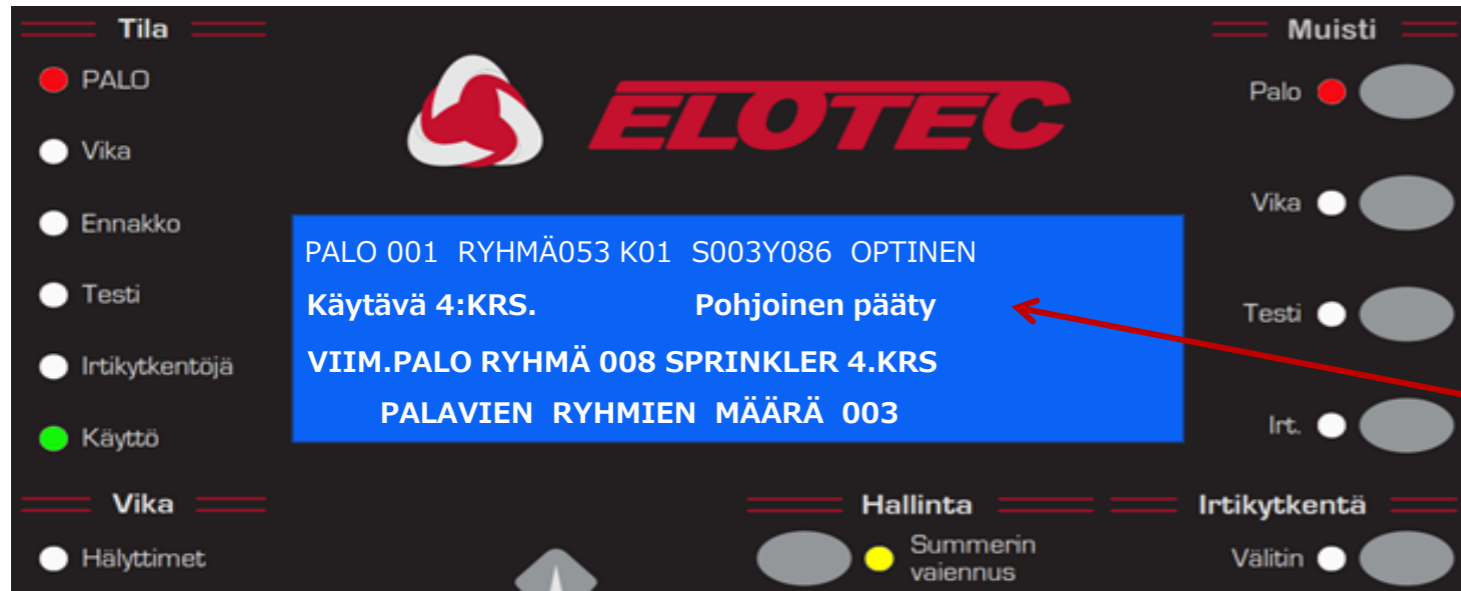 Tila
PALO
Vika
Ennakko
Testi
Irtikytkentöjä
Käyttö
Vika
Hälyttimet
ELOTEC
PALO 001 RYHMÄ053 K01 S003Y086 OPTINEN
Käytävä 4:KRS. Pohjoinen pääty
VIIM.PALO RYHMÄ 008 SPRINKLER 4.KRS
PALAVIEN RYHMIEN MÄÄRÄ 003
Hallinta
Summerin
vaiennus
Muisti
Palo
Vika
Testi
Irt.
Irtikytkentä
Välitin